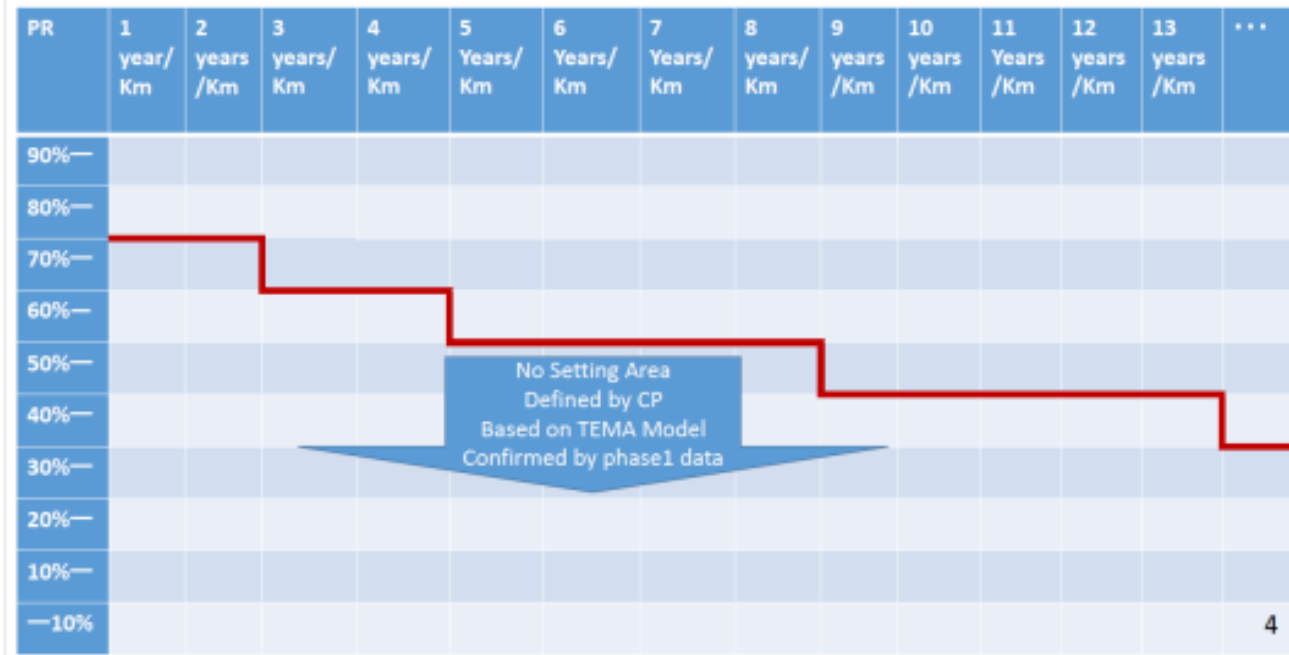 PR 1 year/ Km 2 years /Km 3 years/ Km 4 years/ Km 5 Years/ Km 6 Years/ Km 7 Years/ Km 8 years/ Km 9 years /Km 10 years /Km 11 Years /Km 12 years /Km 13 years /Km ...
90%—
80%—
70%—
60%—
50%—
No Setting Area
Defined by CP
40%—
Based on TEMA Model
Confirmed by phase1 data
30%—
20%—
10%—
—10%
4